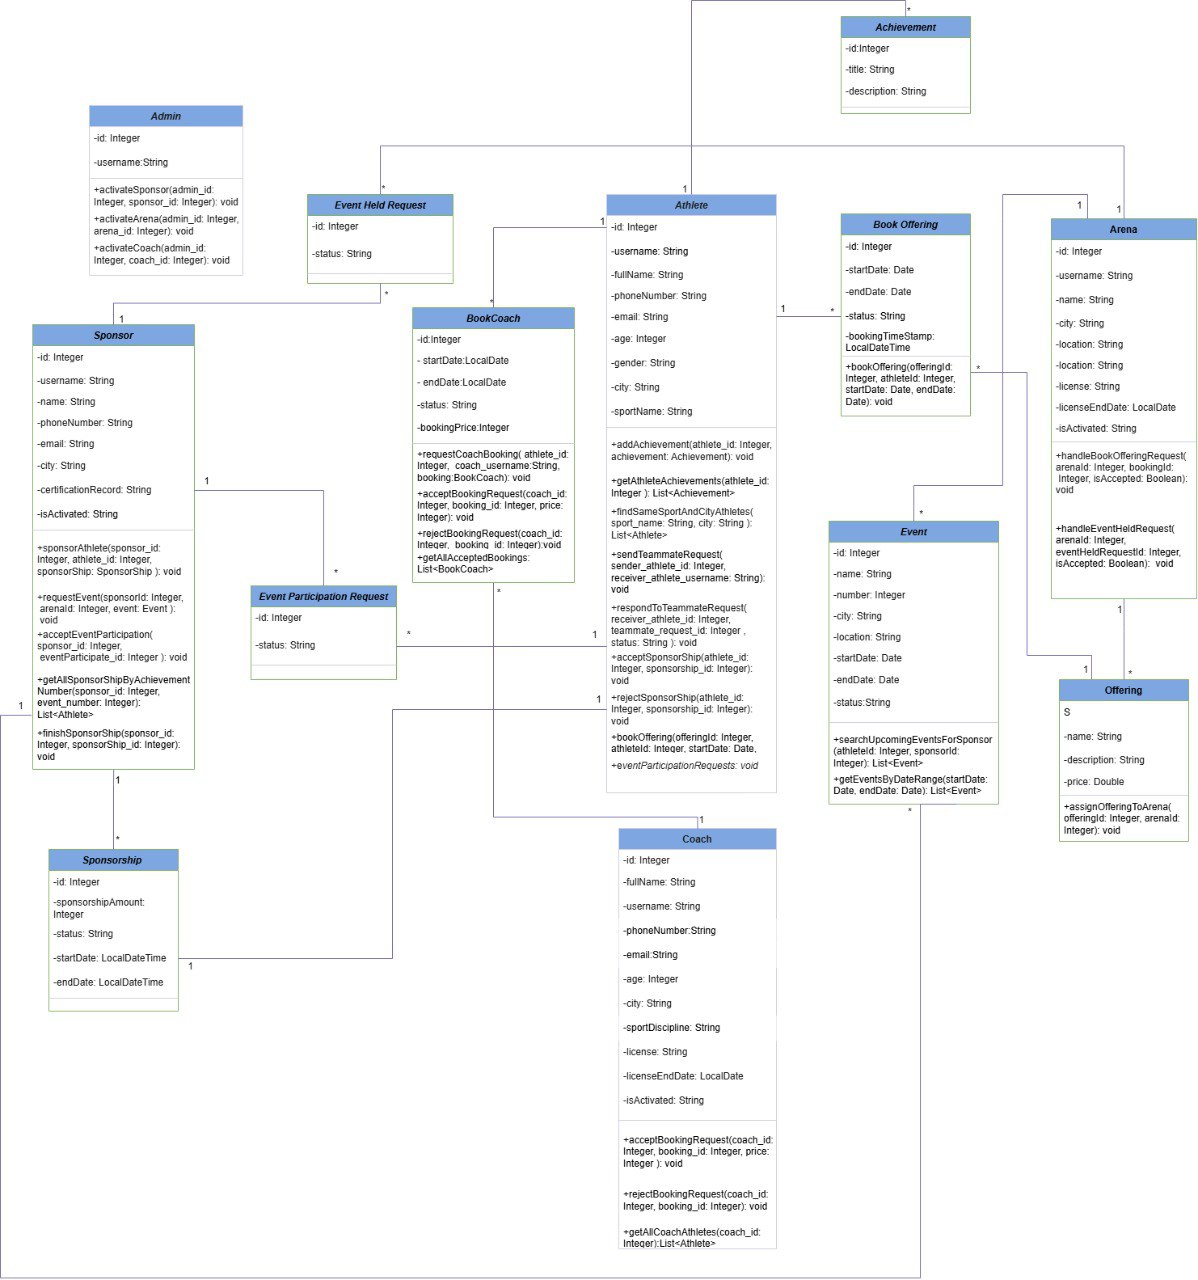 *
Achievement
-id:Integer
-title: String
-description: String
Admin
-id: Integer
-username:String
+activateSponsor(admin_id:
Integer, sponsor_id: Integer): void
+activateArena(admin_id: Integer,
arena_id: Integer): void
+activateCoach(admin_id:
Integer, coach_id: Integer): void
*
Event Held Request
-id: Integer
-status: String
*
1
Athlete
-id: Integer
-username: String
-fullName: String
-phoneNumber: String
-email: String
-age: Integer
-gender: String
-city: String
-sportName: String
+addAchievement(athlete_id: Integer,
achievement: Achievement): void
+getAthleteAchievements(athlete_id:
Integer ): List<Achievement>
+findSameSportAndCityAthletes(
sport_name: String, city: String ):
List<Athlete>
+sendTeammateRequest(
sender_athlete_id: Integer,
receiver_athlete_username: String):
void
+respondToTeammateRequest(
receiver_athlete_id: Integer,
teammate_request_id: Integer ,
status: String ): void
+acceptSponsorShip(athlete_id:
Integer, sponsorship_id: Integer):
void
+rejectSponsorShip(athlete_id:
Integer, sponsorship_id: Integer):
void
+bookOffering(offeringId: Integer,
athleteId: Integer, startDate: Date,
+eventParticipationRequests: void
1
1
*
1
1
Book Offering
-id: Integer
-startDate: Date
-endDate: Date
-status: String
-bookingTimeStamp:
LocalDateTime
+bookOffering(offeringId:
Integer, athleteId: Integer,
startDate: Date, endDate:
Date): void
*
1
1
Arena
-id: Integer
-username: String
-name: String
-city: String
-location: String
-location: String
-license: String
-licenseEndDate: LocalDate
-isActivated: String
+handleBookOfferingRequest(
arenaId: Integer, bookingId:
Integer, isAccepted: Boolean):
void
+handleEventHeldRequest(
arenaId: Integer,
eventHeldRequestId: Integer,
isAccepted: Boolean): void
1
1
Sponsor
-id: Integer
-username: String
-name: String
-phoneNumber: String
-email: String
-city: String
-certificationRecord: String
-isActivated: String
+sponsorAthlete(sponsor_id:
Integer, athlete_id: Integer,
sponsorShip: SponsorShip ): void
+requestEvent(sponsorId: Integer,
arenaId: Integer, event: Event ):
void
+acceptEventParticipation(
sponsor_id: Integer,
eventParticipate_id: Integer ): void
+getAllSponsorShipByAchievement
Number(sponsor_id: Integer,
event_number: Integer):
List<Athlete>
+finishSponsorShip(sponsor_id:
Integer, sponsorShip_id: Integer):
void
1
1
1
*
BookCoach
-id:Integer
- startDate:LocalDate
- endDate:LocalDate
-status: String
-bookingPrice:Integer
+requestCoachBooking( athlete_id:
Integer, coach_username:String,
booking:BookCoach): void
+acceptBookingRequest(coach_id:
Integer, booking_id: Integer, price:
Integer): void
+rejectBookingRequest(coach_id:
Integer, booking_id: Integer):void
+getAllAcceptedBookings:
List<BookCoach>
*
*
Event Participation Request
-id: Integer
-status: String
*
*
Event
-id: Integer
-name: String
-number: Integer
-city: String
-location: String
-startDate: Date
-endDate: Date
-status:String
+searchUpcomingEventsForSponsor
(athleteId: Integer, sponsorId:
Integer): List<Event>
+getEventsByDateRange(startDate:
Date, endDate: Date): List<Event>
*
1
*
Offering
S
-name: String
-description: String
-price: Double
+assignOfferingToArena(
offeringId: Integer, arenaId:
Integer): void
*
Sponsorship
-id: Integer
-sponsorshipAmount:
Integer
-status: String
-startDate: LocalDateTime
-endDate: LocalDateTime
1
1
Coach
-id: Integer
-fullName: String
-username: String
-phoneNumber:String
-email:String
-age: Integer
-city: String
-sportDiscipline: String
-license: String
-licenseEndDate: LocalDate
-isActivated: String
+acceptBookingRequest(coach_id:
Integer, booking_id: Integer, price:
Integer ): void
+rejectBookingRequest(coach_id:
Integer, booking_id: Integer): void
+getAllCoachAthletes(coach_id:
Integer):List<Athlete>